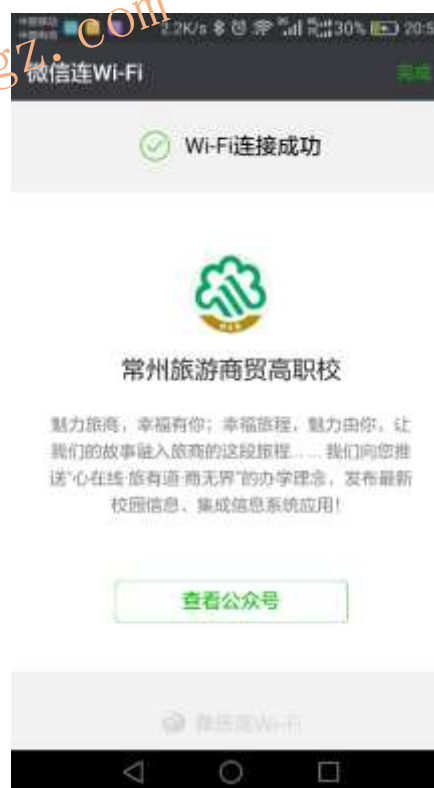 gz. com
2.2K/s 30% 20:5
微信连Wi-Fi
完成
Wi-Fi连接成功
常州旅游商贸高职校
魅力旅商，幸福有你；幸福旅程，魅力由你，让
我们的故事融入旅商的这段旅程……我们向您推
送“心在线·旅有道·商无界”的办学理念，发布最新
校园信息、集成信息系统应用！
查看公众号
微信连Wi-Fi